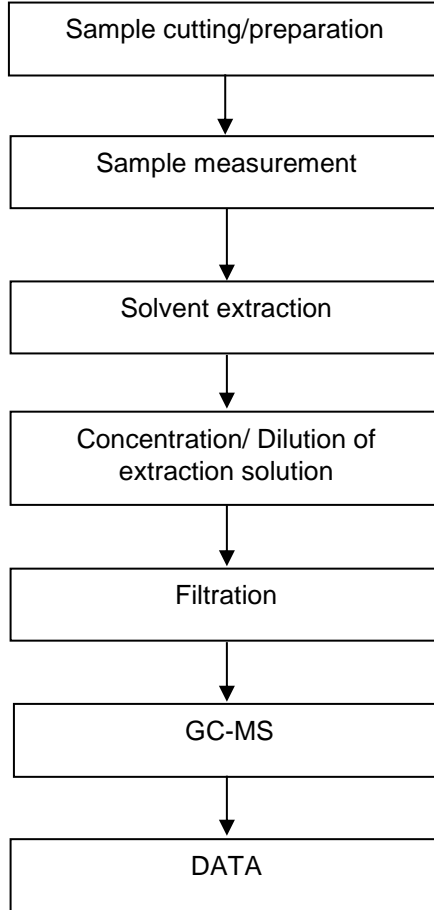 Sample cutting/preparation
Sample measurement
Solvent extraction
Concentration/ Dilution of
extraction solution
Filtration
GC-MS
DATA